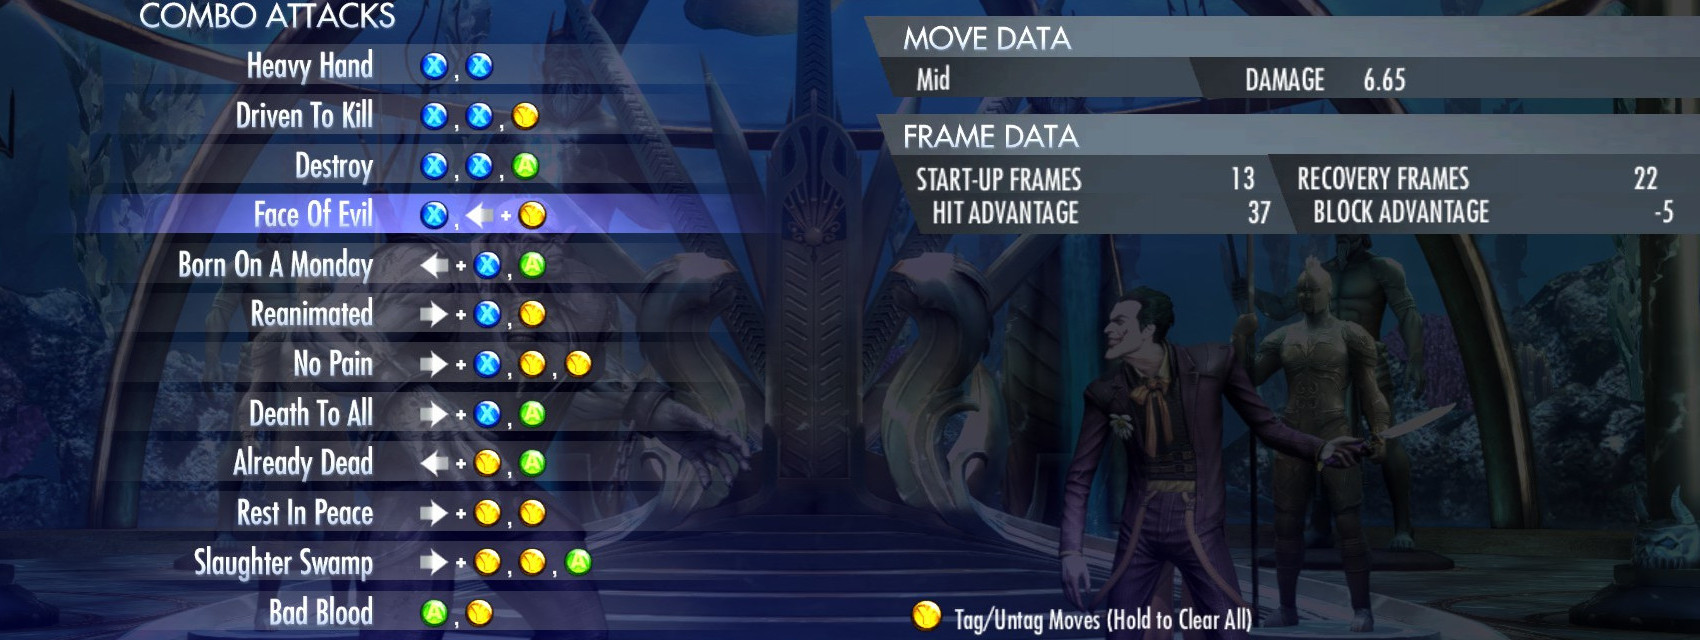 COMBO ATTACKS
Heavy Hand X , X
Driven To Kill X , X , Y
Destroy X , X , A
Face Of Evil X , + Y
Born On A Monday + X , A
Reanimated + X , Y
No Pain + X , Y , Y
Death To All + X , A
Already Dead + Y , A
Rest In Peace + Y , Y
Slaughter Swamp + Y , Y , A
Bad Blood A , Y
MOVE DATA
Mid DAMAGE 6.65
FRAME DATA
START-UP FRAMES 13 RECOVERY FRAMES 22
HIT ADVANTAGE 37 BLOCK ADVANTAGE -5
Y Tag/Untag Moves (Hold to Clear All)